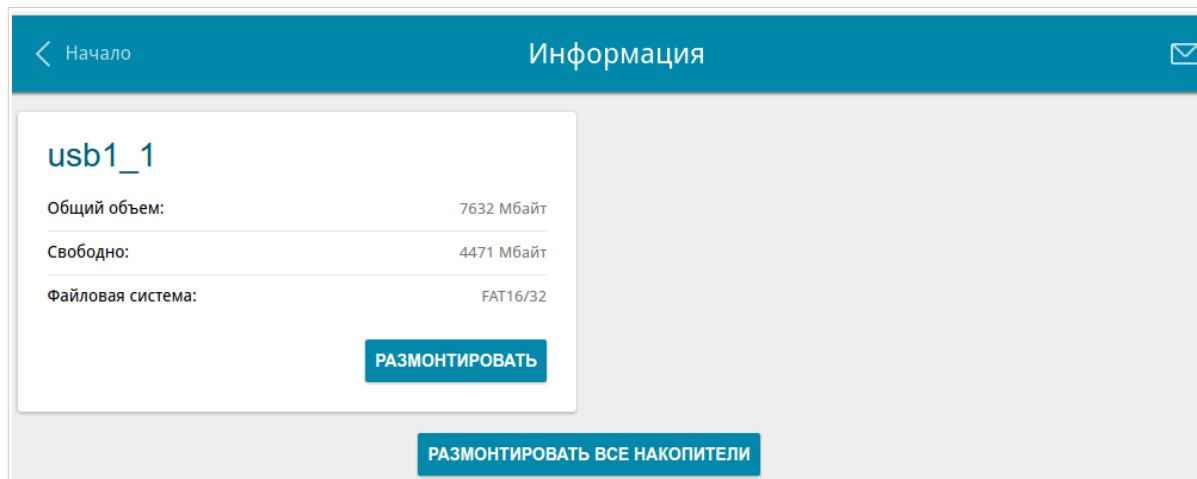 Начало
Информация
usb1_1
Общий объем: 7632 Мбайт
Свободно: 4471 Мбайт
Файловая система: FAT16/32
РАЗМОНТИРОВАТЬ
РАЗМОНТИРОВАТЬ ВСЕ НАКОПИТЕЛИ